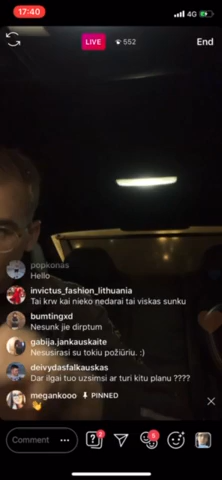 17:40
4G
LIVE
552
End
popkonas
Hello
invictus_fashion_lithuania
Tai krw kai nieko nedarai tai viskas sunku
bumtingxd
Nesunk jie dirptum
gabija.jankauskaite
Nesusirasi su tokiu požiūriu. :)
deivydasfalkauskas
Dar ilgai tuo uzsimsi ar turi kitu planu ????
megankooo PINNED
👋
Comment